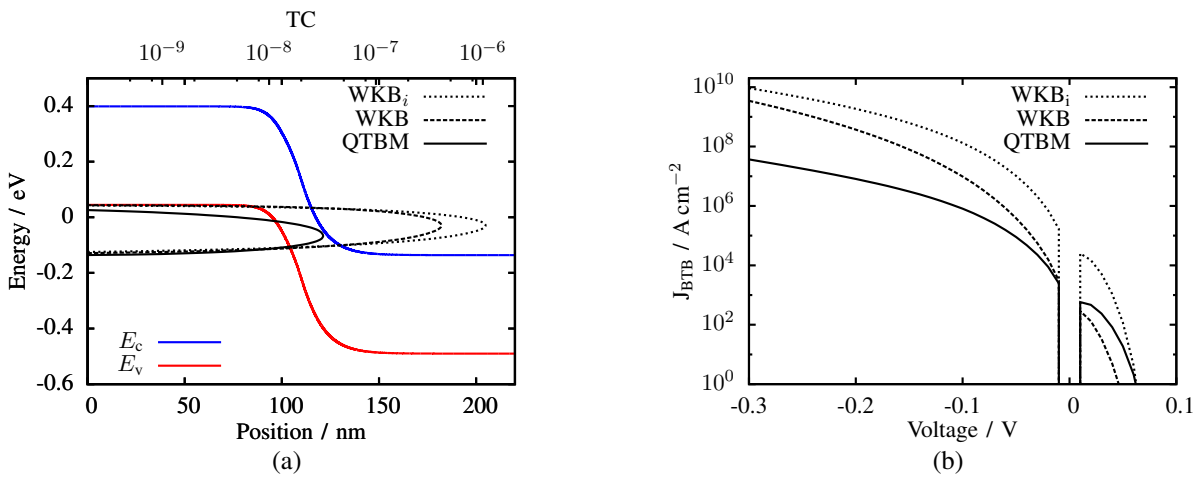 TC
10⁻⁹ 10⁻⁸ 10⁻⁷ 10⁻⁶
WKBᵢ
WKB
QTBM
Energy / eV
0.4
0.2
0
-0.2
-0.4
-0.6
E_c
E_v
0 50 100 150 200
Position / nm
(a)
J_BTB / A cm⁻²
10¹⁰
10⁸
10⁶
10⁴
10²
10⁰
WKBᵢ
WKB
QTBM
-0.3 -0.2 -0.1 0 0.1
Voltage / V
(b)